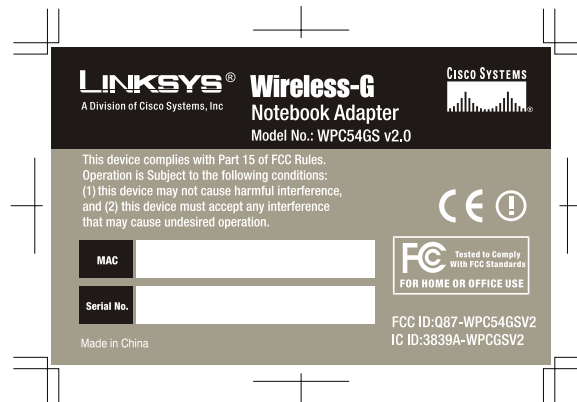 LINKSYS®
A Division of Cisco Systems, Inc
Wireless-G
Notebook Adapter
Model No.: WPC54GS v2.0
CISCO SYSTEMS
®
This device complies with Part 15 of FCC Rules.
Operation is Subject to the following conditions:
(1) this device may not cause harmful interference,
and (2) this device must accept any interference
that may cause undesired operation.
CE
MAC
Serial No.
Made in China
FC
Tested to Comply
With FCC Standards
FOR HOME OR OFFICE USE
FCC ID:Q87-WPC54GSV2
IC ID:3839A-WPCGSV2